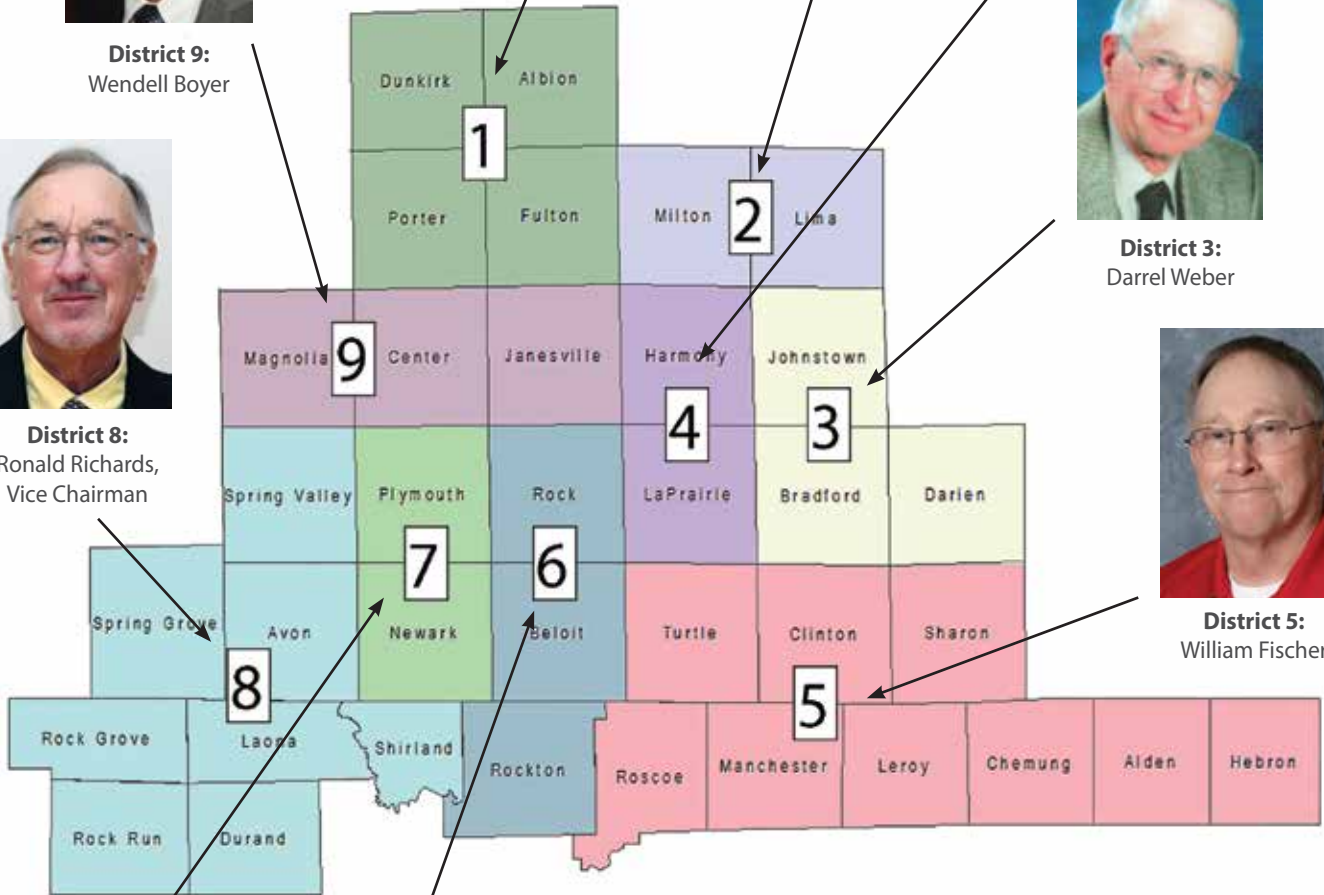 District 9:
Wendell Boyer
Dunkirk
Albion
1
Porter
Fulton
Milton
2
Lima
District 3:
Darrel Weber
Magnolia
9
Center
Janesville
Harmony
Johnstown
4
3
District 8:
Ronald Richards,
Vice Chairman
Spring Valley
Plymouth
Rock
LaPrairie
Bradford
Darien
7
6
Spring Grove
Avon
Newark
Beloit
Turtle
Clinton
Sharon
District 5:
William Fischer
8
5
Rock Grove
Laona
Shirland
Rockton
Roscoe
Manchester
Leroy
Chemung
Alden
Hebron
Rock Run
Durand